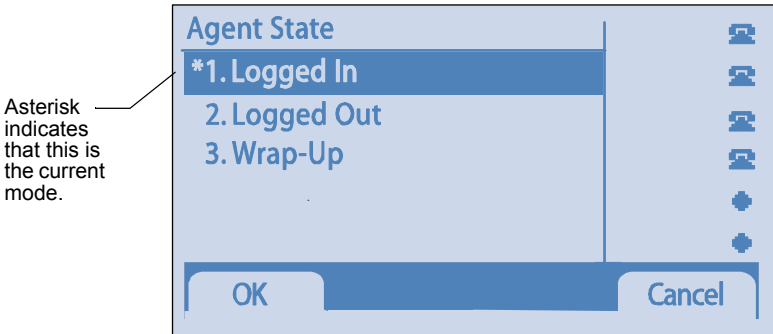 Agent State
*1. Logged In
2. Logged Out
3. Wrap-Up
OK
Cancel
Asterisk
indicates
that this is
the current
mode.